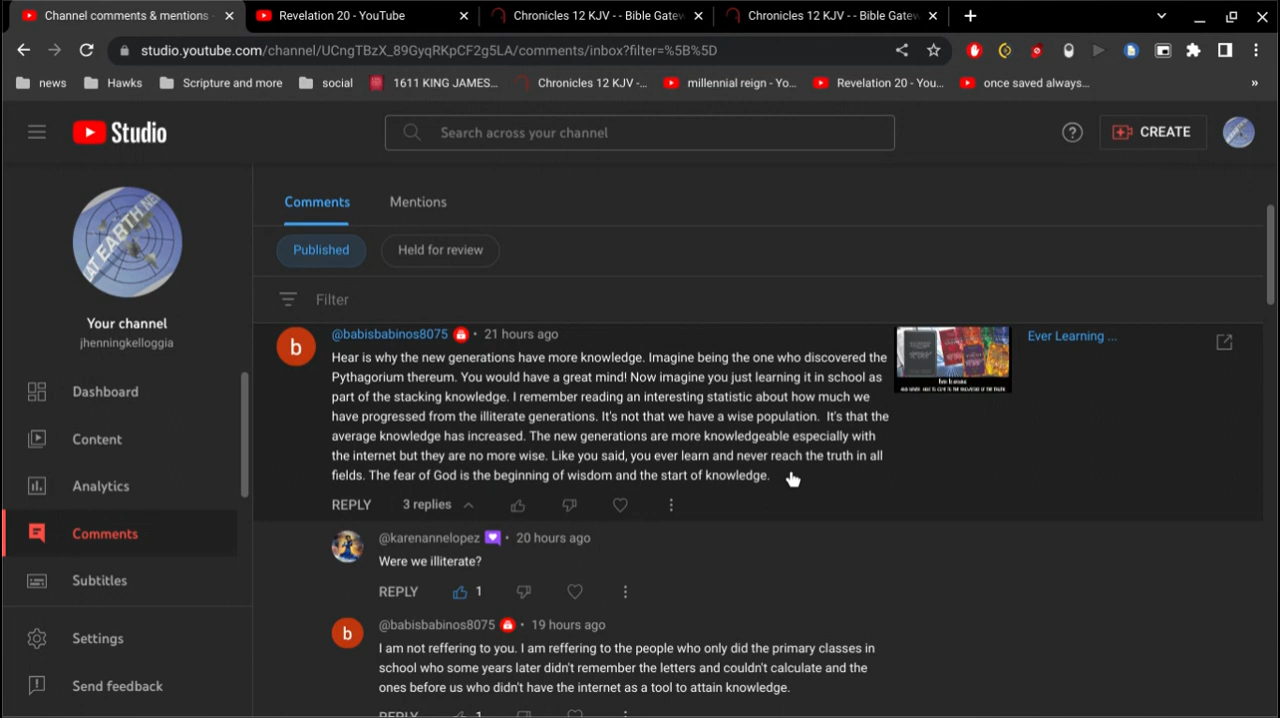 Channel comments & mentions -
Revelation 20 - YouTube
Chronicles 12 KJV - - Bible Gatew
Chronicles 12 KJV - - Bible Gatew
studio.youtube.com/channel/UCngTBzX_89GyqRKpCF2g5LA/comments/inbox?filter=%5B%5D
news
Hawks
Scripture and more
social
1611 KING JAMES...
Chronicles 12 KJV -...
millennial reign - Yo...
Revelation 20 - You...
once saved always...
Studio
Search across your channel
CREATE
AT EARTH NE
Your channel
jhenningkelloggia
Dashboard
Content
Analytics
Comments
Subtitles
Settings
Send feedback
Comments
Mentions
Published
Held for review
Filter
b
@babisbabinos8075 • 21 hours ago
Hear is why the new generations have more knowledge. Imagine being the one who discovered the
Pythagorium thereum. You would have a great mind! Now imagine you just learning it in school as
part of the stacking knowledge. I remember reading an interesting statistic about how much we
have progressed from the illiterate generations. It's not that we have a wise population. It's that the
average knowledge has increased. The new generations are more knowledgeable especially with
the internet but they are no more wise. Like you said, you ever learn and never reach the truth in all
fields. The fear of God is the beginning of wisdom and the start of knowledge.
Ever Learning ...
REPLY
3 replies
@karenannelopez • 20 hours ago
Were we illiterate?
REPLY
1
b
@babisbabinos8075 • 19 hours ago
I am not reffering to you. I am reffering to the people who only did the primary classes in
school who some years later didn't remember the letters and couldn't calculate and the
ones before us who didn't have the internet as a tool to attain knowledge.
REPLY
1